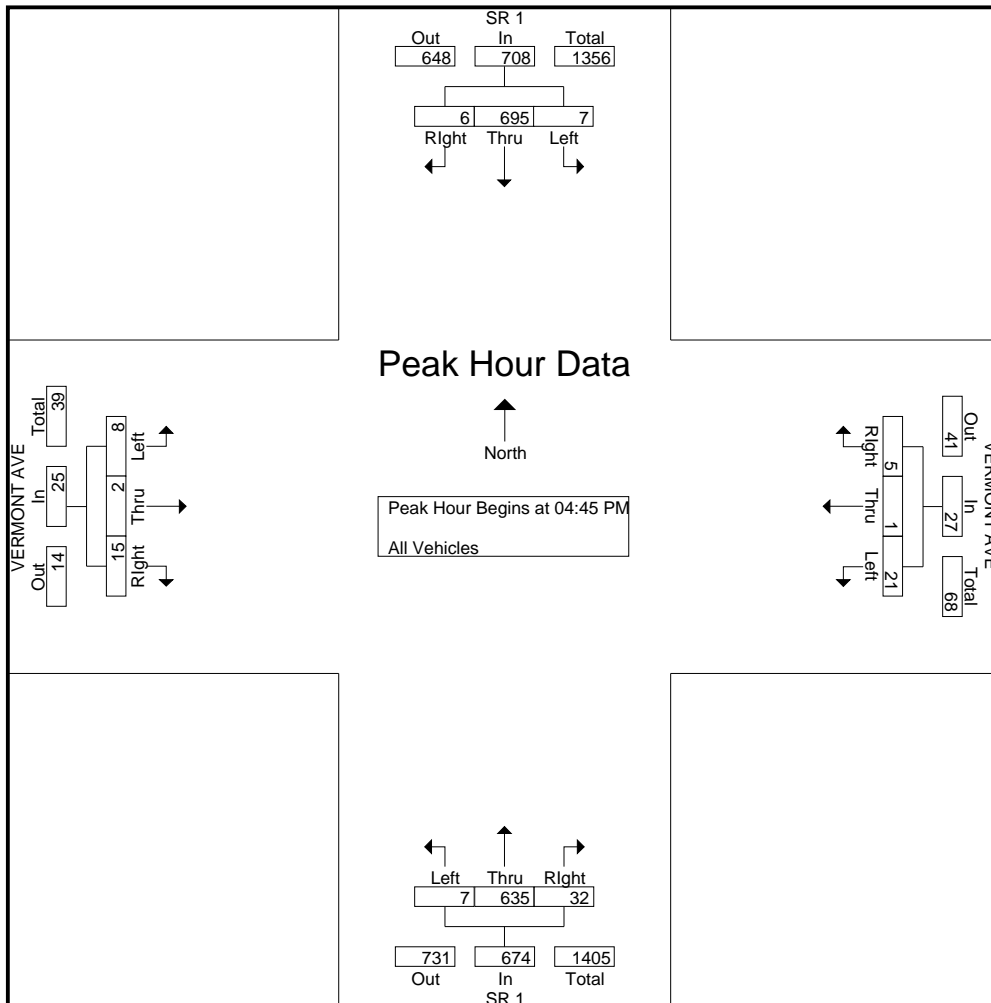 SR 1
Out In Total
648 708 1356
6 695 7
RIght Thru Left
Peak Hour Data
North
Peak Hour Begins at 04:45 PM
All Vehicles
VERMONT AVE
Total In Out
39 25 14
8 2 15
Left Thru RIght
VERMONT AVE
Out In Total
41 27 68
5 1 21
RIght Thru Left
Left Thru RIght
7 635 32
731 674 1405
Out In Total
SR 1